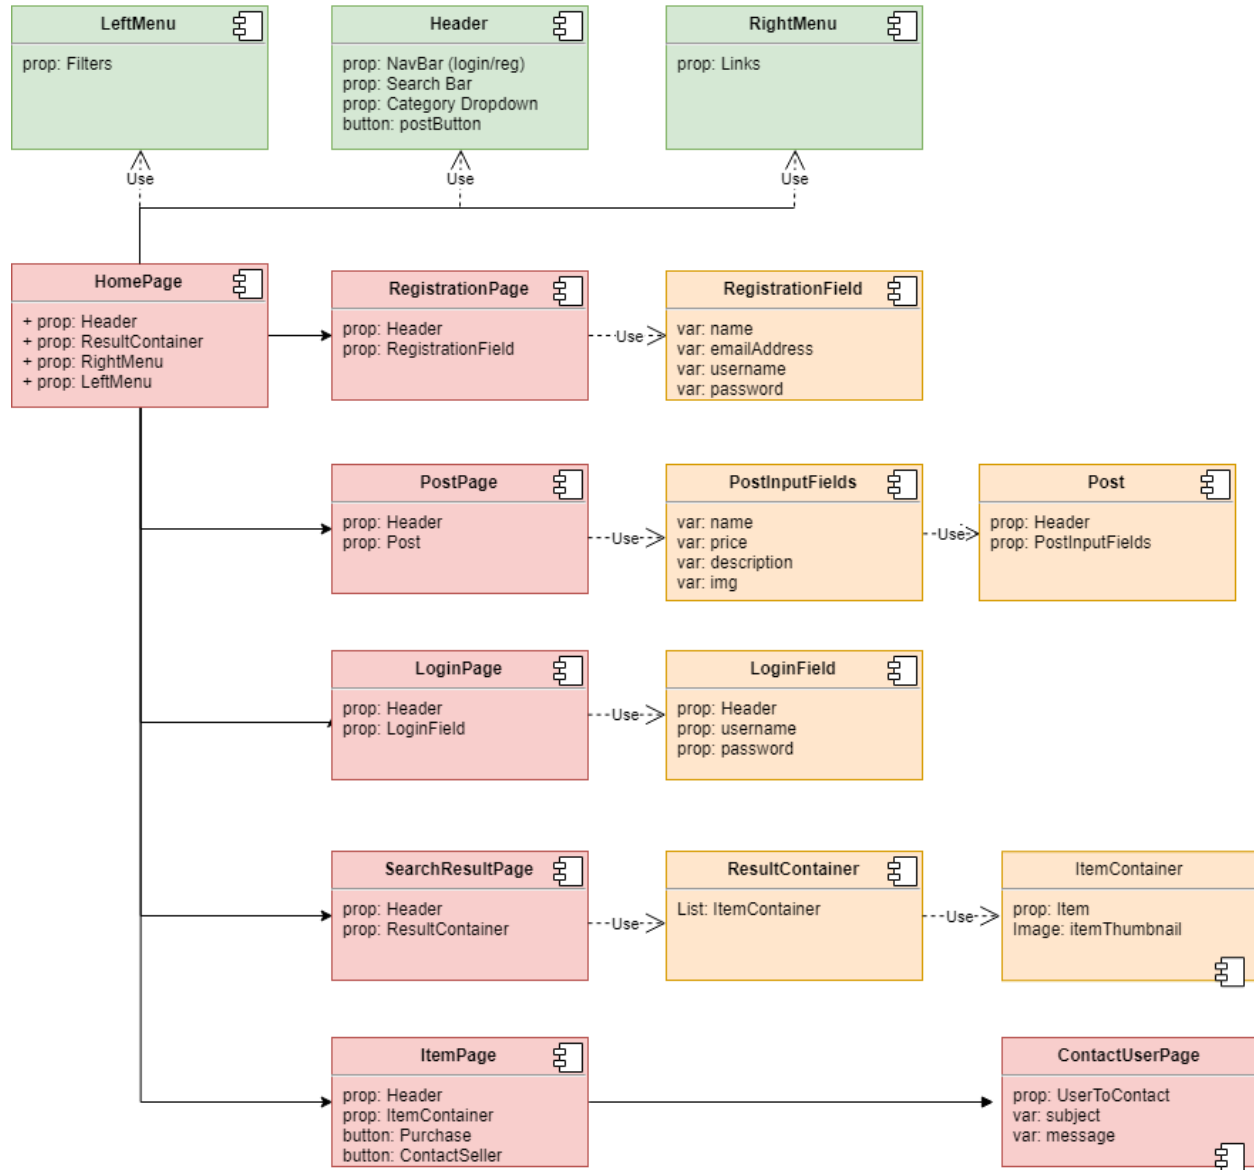 LeftMenu
prop: Filters
Header
prop: NavBar (login/reg)
prop: Search Bar
prop: Category Dropdown
button: postButton
RightMenu
prop: Links
Use
Use
Use
HomePage
+ prop: Header
+ prop: ResultContainer
+ prop: RightMenu
+ prop: LeftMenu
RegistrationPage
prop: Header
prop: RegistrationField
Use
RegistrationField
var: name
var: emailAddress
var: username
var: password
PostPage
prop: Header
prop: Post
Use
PostInputFields
var: name
var: price
var: description
var: img
Use
Post
prop: Header
prop: PostInputFields
LoginPage
prop: Header
prop: LoginField
Use
LoginField
prop: Header
prop: username
prop: password
SearchResultPage
prop: Header
prop: ResultContainer
Use
ResultContainer
List: ItemContainer
Use
ItemContainer
prop: Item
Image: itemThumbnail
ItemPage
prop: Header
prop: ItemContainer
button: Purchase
button: ContactSeller
ContactUserPage
prop: UserToContact
var: subject
var: message